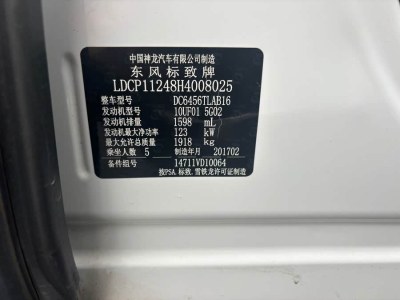 中国神龙汽车有限公司制造
东风标致牌
LDCP11248H4008025
整车型号 DC6456TLAB16
发动机型号 10UF01 5G02
发动机排量 1598 mL
发动机最大净功率 123 kW
最大允许总质量 1918 kg
乘坐人数 5 制造年月 201702
备件组号 14711VD10064
按PSA 标致.雪铁龙许可证制造